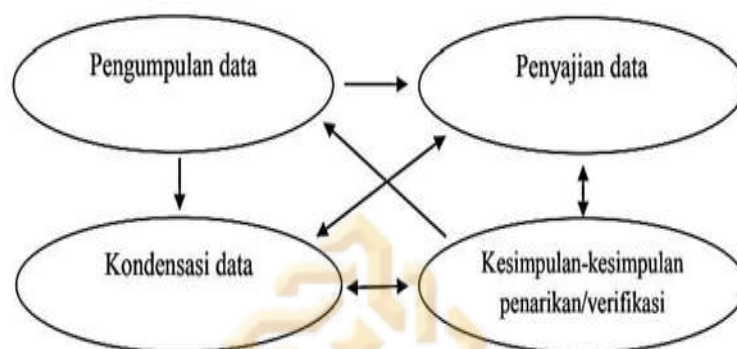 Pengumpulan data
Penyajian data
Kondensasi data
Kesimpulan-kesimpulan
penarikan/verifikasi